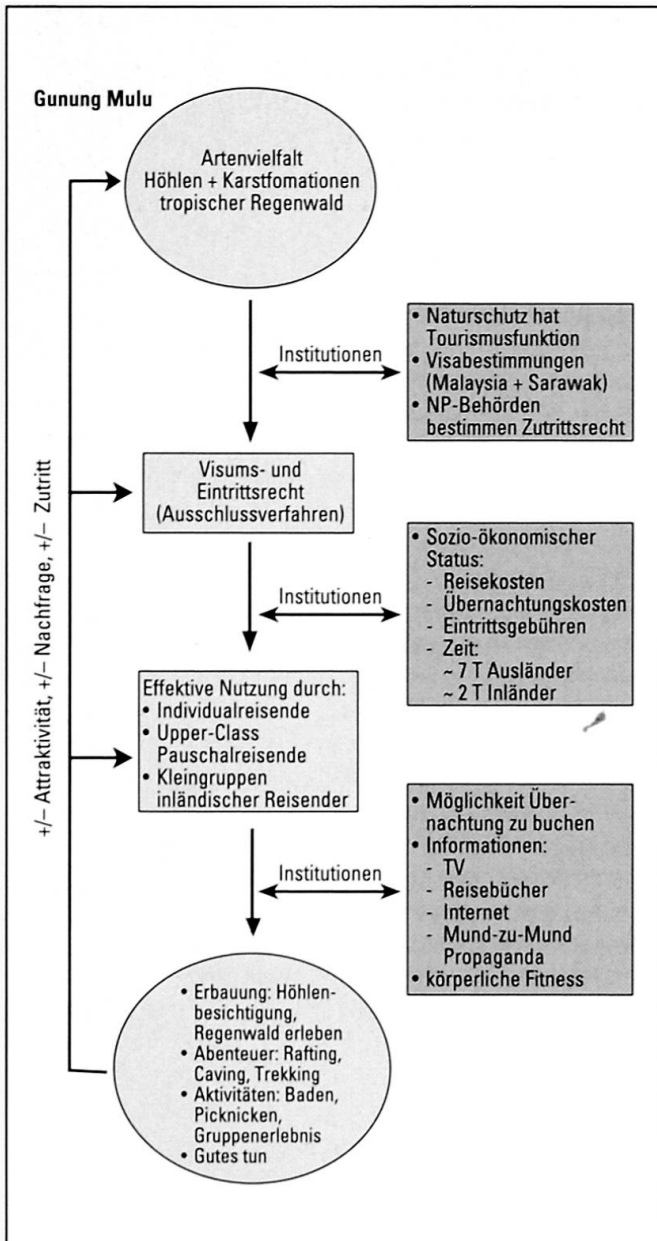 Gunung Mulu
Artenvielfalt
Höhlen + Karstfomationen
tropischer Regenwald
Institutionen
• Naturschutz hat
Tourismusfunktion
• Visabestimmungen
(Malaysia + Sarawak)
• NP-Behörden
bestimmen Zutrittsrecht
Visums- und
Eintrittsrecht
(Ausschlussverfahren)
Institutionen
• Sozio-ökonomischer
Status:
- Reisekosten
- Übernachtungskosten
- Eintrittsgebühren
- Zeit:
~ 7 T Ausländer
~ 2 T Inländer
Effektive Nutzung durch:
• Individualreisende
• Upper-Class
Pauschalreisende
• Kleingruppen
inländischer Reisender
Institutionen
• Möglichkeit Über-
nachtung zu buchen
• Informationen:
- TV
- Reisebücher
- Internet
- Mund-zu-Mund
Propaganda
• körperliche Fitness
• Erbauung: Höhlen-
besichtigung,
Regenwald erleben
• Abenteuer: Rafting,
Caving, Trekking
• Aktivitäten: Baden,
Picknicken,
Gruppenerlebnis
• Gutes tun
+/– Attraktivität, +/– Nachfrage, +/– Zutritt